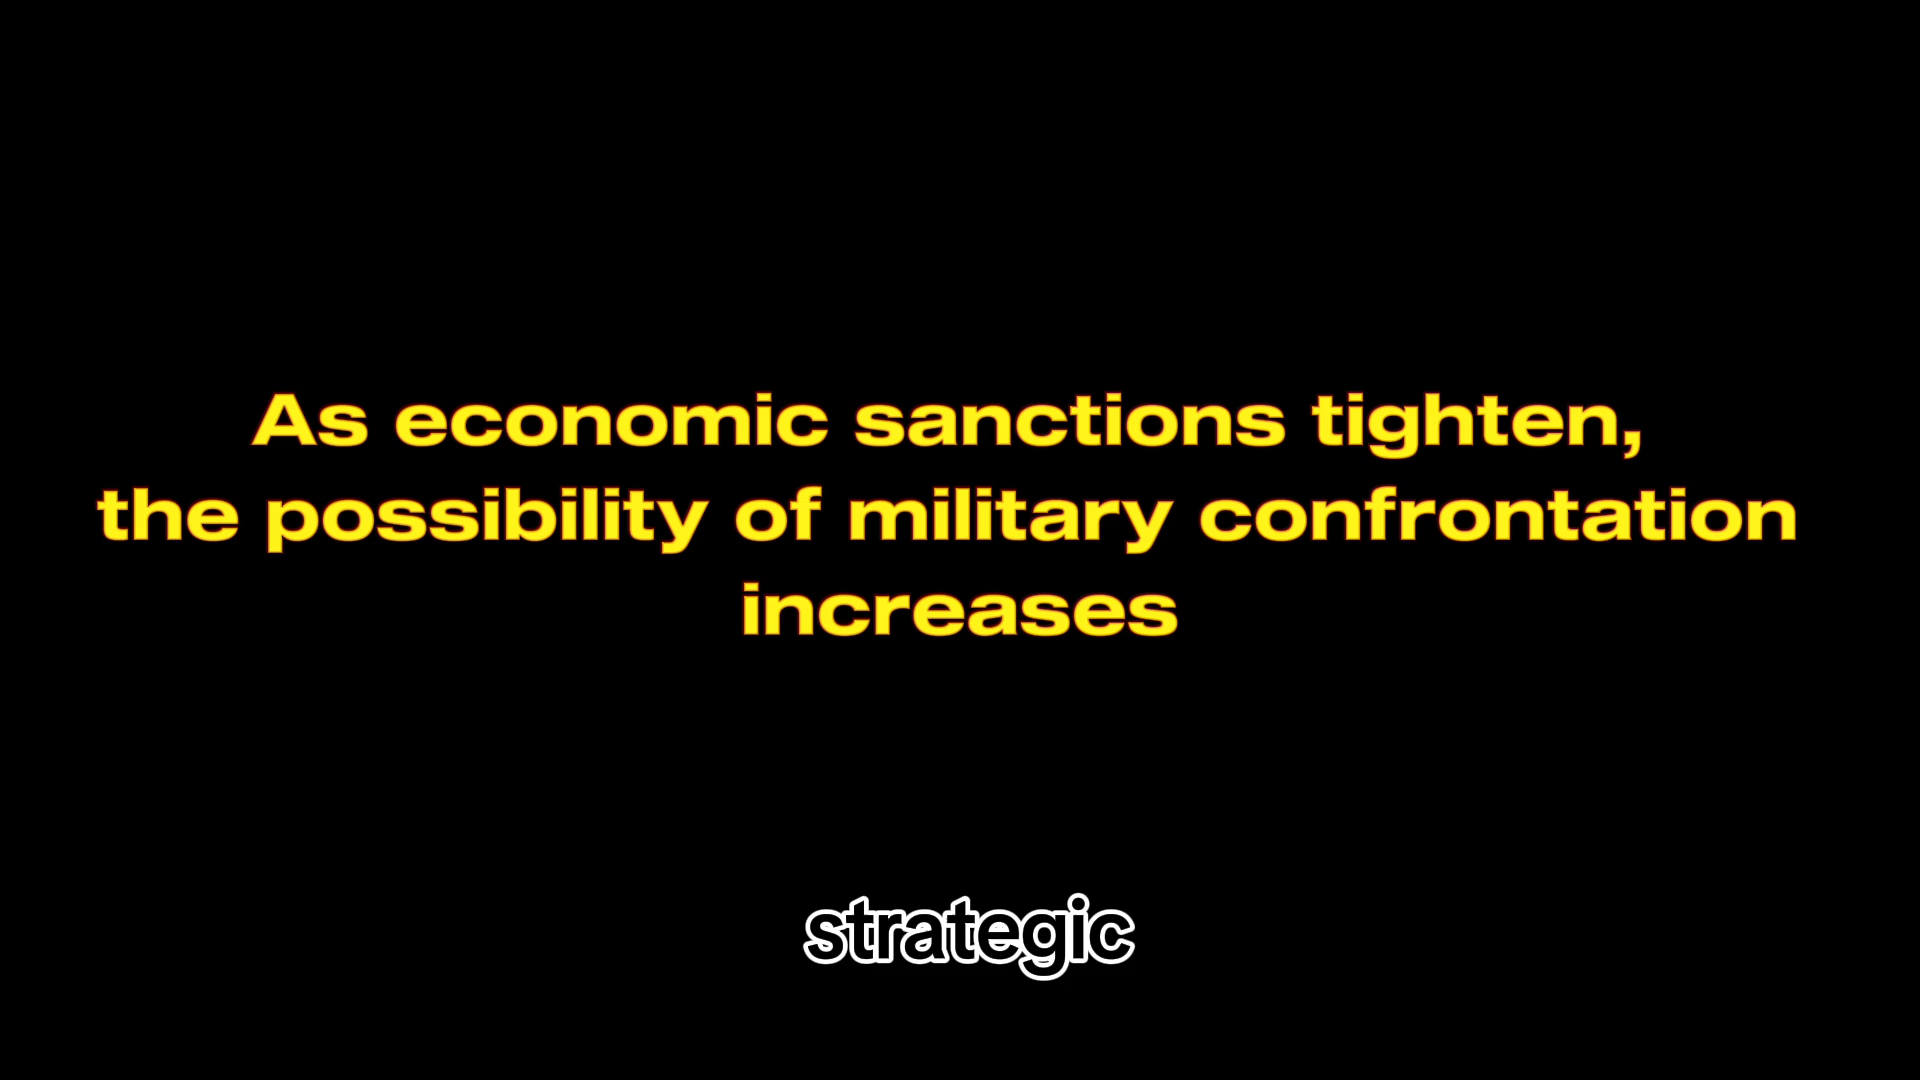 As economic sanctions tighten,
the possibility of military confrontation
increases
strategic